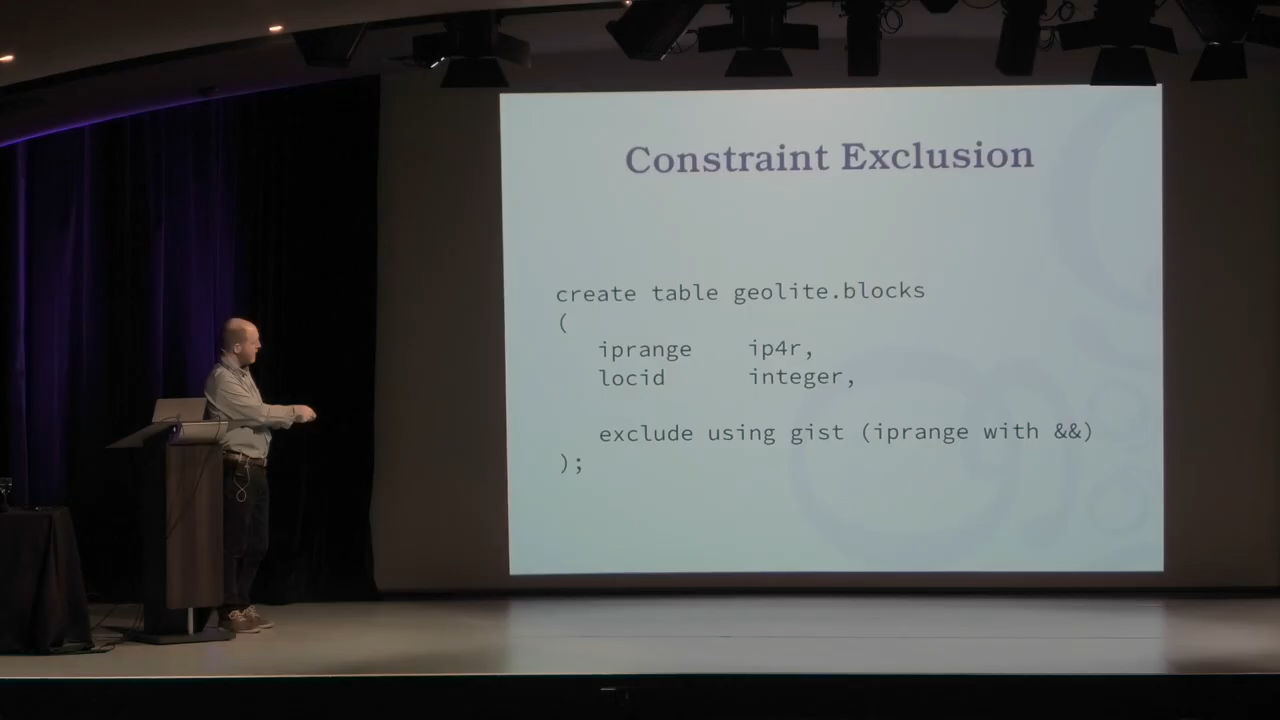 Constraint Exclusion
create table geolite.blocks
(
iprange ip4r,
locid integer,
exclude using gist (iprange with &&)
);